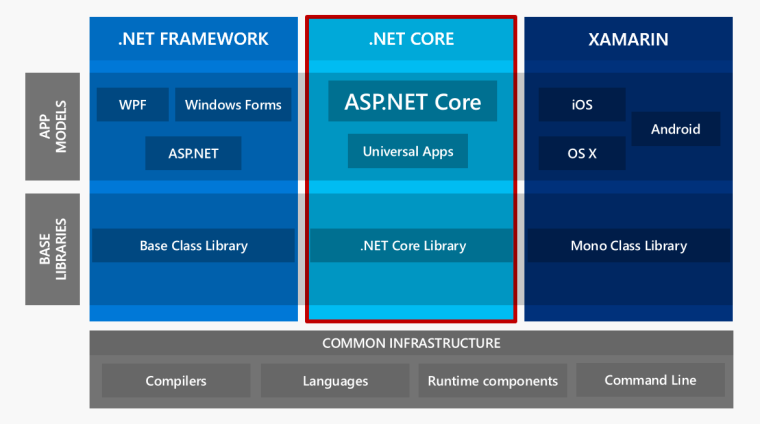 .NET FRAMEWORK
.NET CORE
XAMARIN
APP
MODELS
WPF
Windows Forms
ASP.NET
ASP.NET Core
Universal Apps
iOS
Android
OS X
BASE
LIBRARIES
Base Class Library
.NET Core Library
Mono Class Library
COMMON INFRASTRUCTURE
Compilers
Languages
Runtime components
Command Line